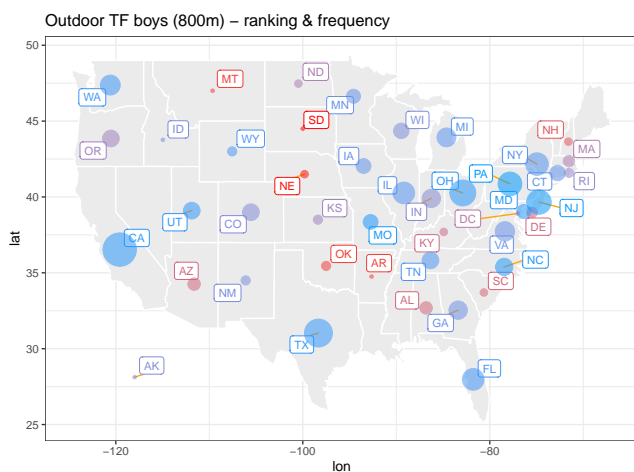 Outdoor TF boys (800m) – ranking & frequency
50
45
40
35
30
25
lat
−120
−100
−80
lon
WA
MT
ND
MN
WI
MI
NH
MA
OR
ID
WY
SD
IA
NY
CT
RI
NE
IL
OH
PA
MD
NJ
UT
CO
KS
MO
IN
DC
DE
CA
KY
VA
AZ
NM
OK
AR
TN
NC
SC
AL
GA
TX
AK
FL